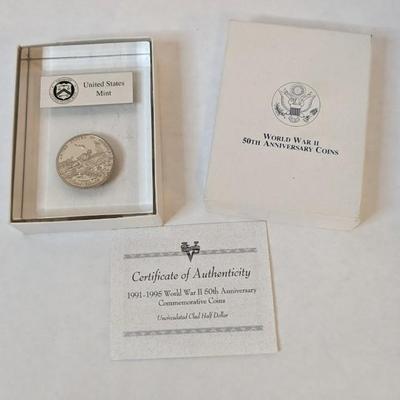 United States
Mint
WORLD WAR II
50TH ANNIVERSARY COINS
Certificate of Authenticity
1991-1995 World War II 50th Anniversary
Commemorative Coins
Uncirculated Clad Half Dollar